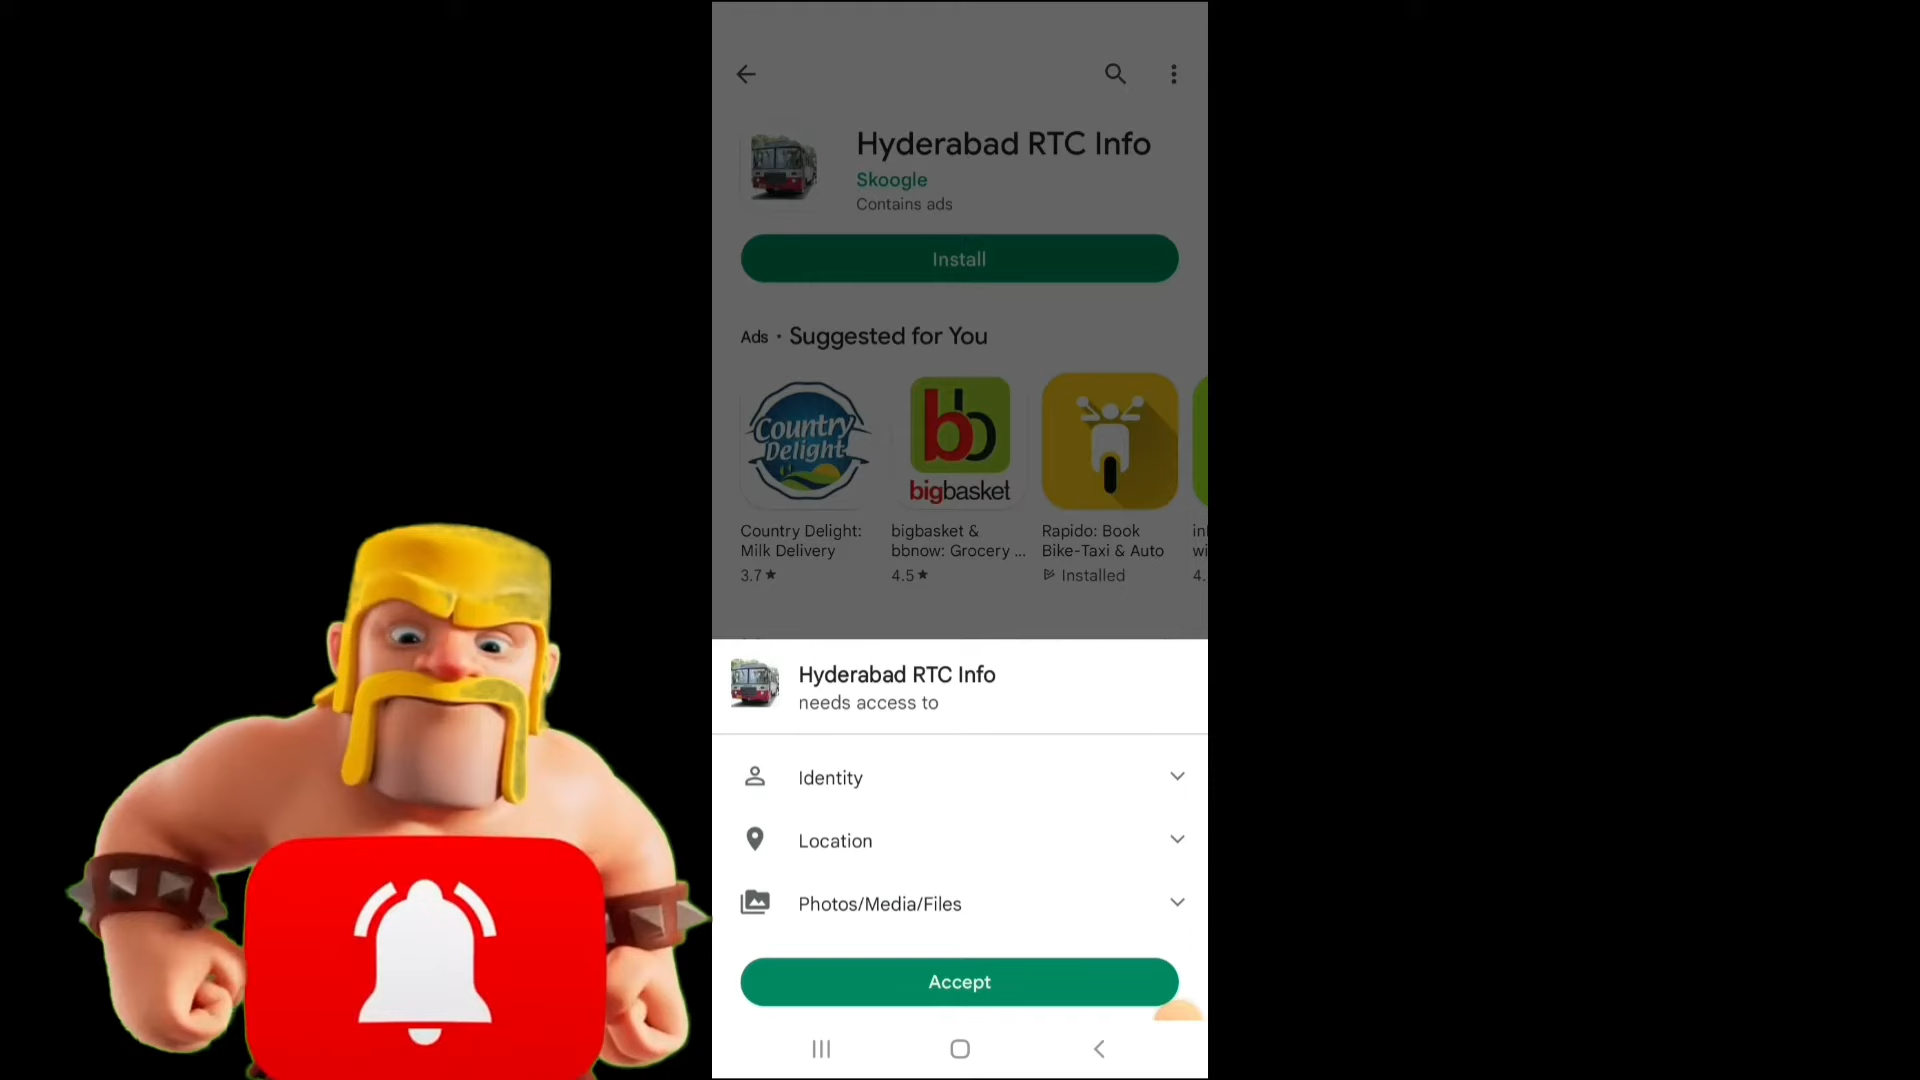 Hyderabad RTC Info
Skoogle
Contains ads
Install
Ads · Suggested for You
Country Delight
bb
bigbasket
Country Delight:
Milk Delivery
3.7★
bigbasket &
bbnow: Grocery ...
4.5★
Rapido: Book
Bike-Taxi & Auto
Installed
4.
Hyderabad RTC Info
needs access to
Identity
Location
Photos/Media/Files
Accept